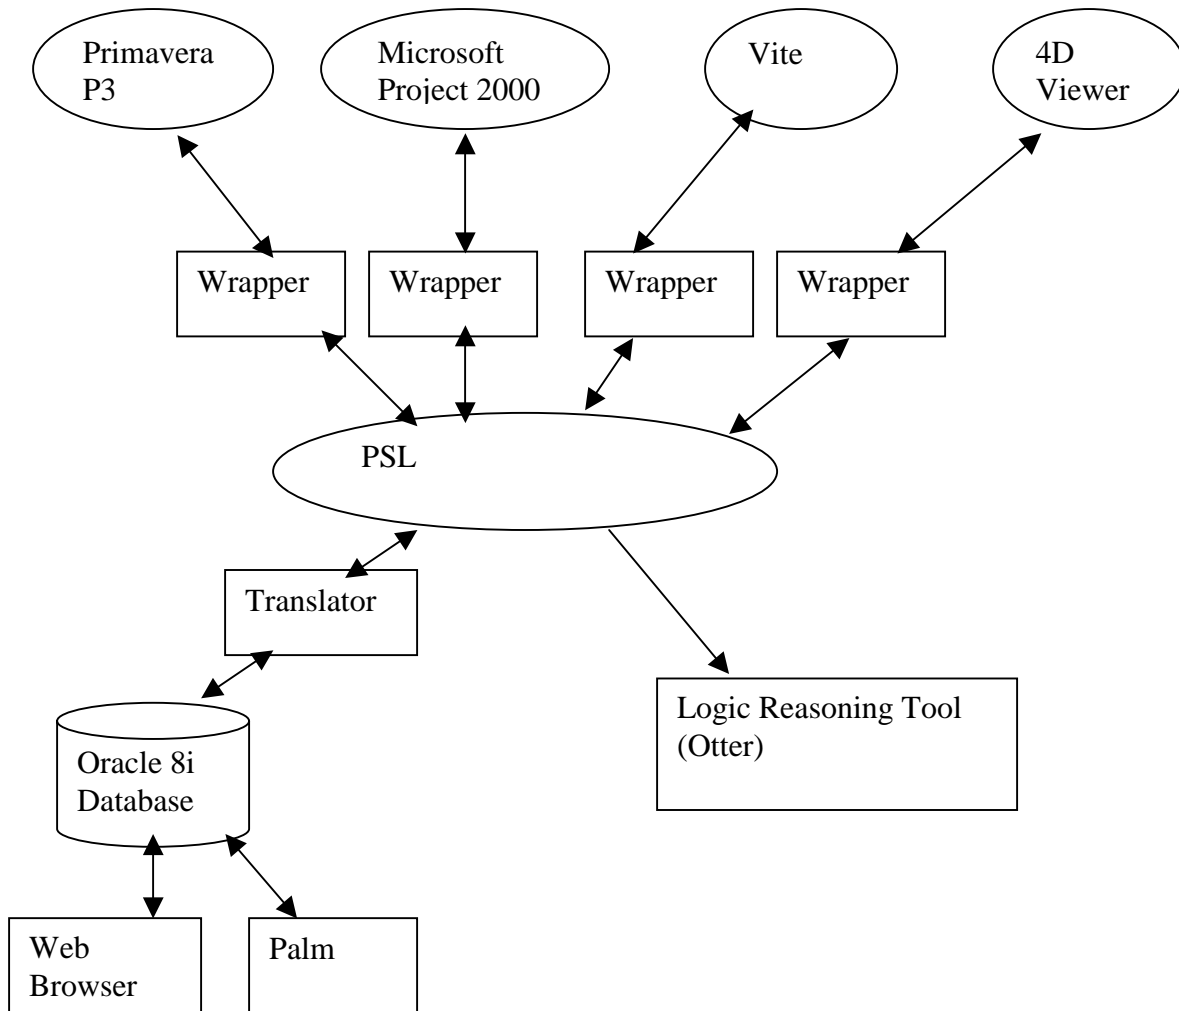 Primavera
P3
Microsoft
Project 2000
Vite
4D
Viewer
Wrapper
Wrapper
Wrapper
Wrapper
PSL
Translator
Logic Reasoning Tool
(Otter)
Oracle 8i
Database
Web
Browser
Palm